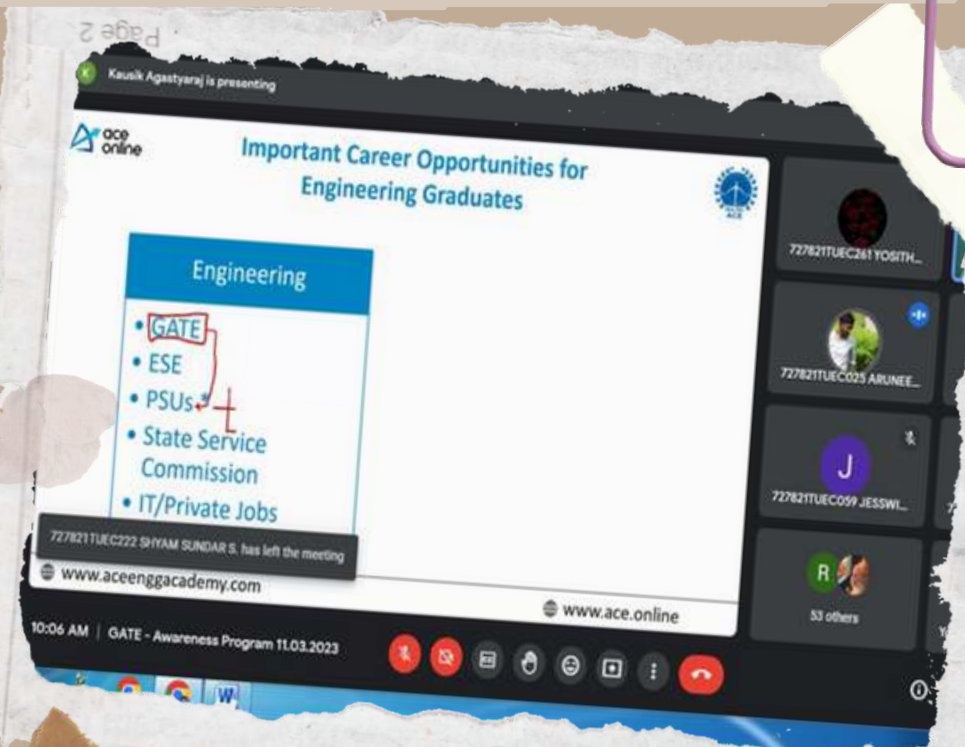 Page 2
K
Kausik Agastyaraj is presenting
ace
online
Important Career Opportunities for
Engineering Graduates
ACE
Engineering
• GATE
• ESE
• PSUs*
• State Service
Commission
• IT/Private Jobs
727821TUEC222 SHYAM SUNDAR S. has left the meeting
www.aceenggacademy.com
www.ace.online
727821TUEC261 YOSITH...
727821TUEC025 ARUNEE...
J
727821TUEC059 JESSWI...
R
53 others
10:06 AM | GATE - Awareness Program 11.03.2023
W